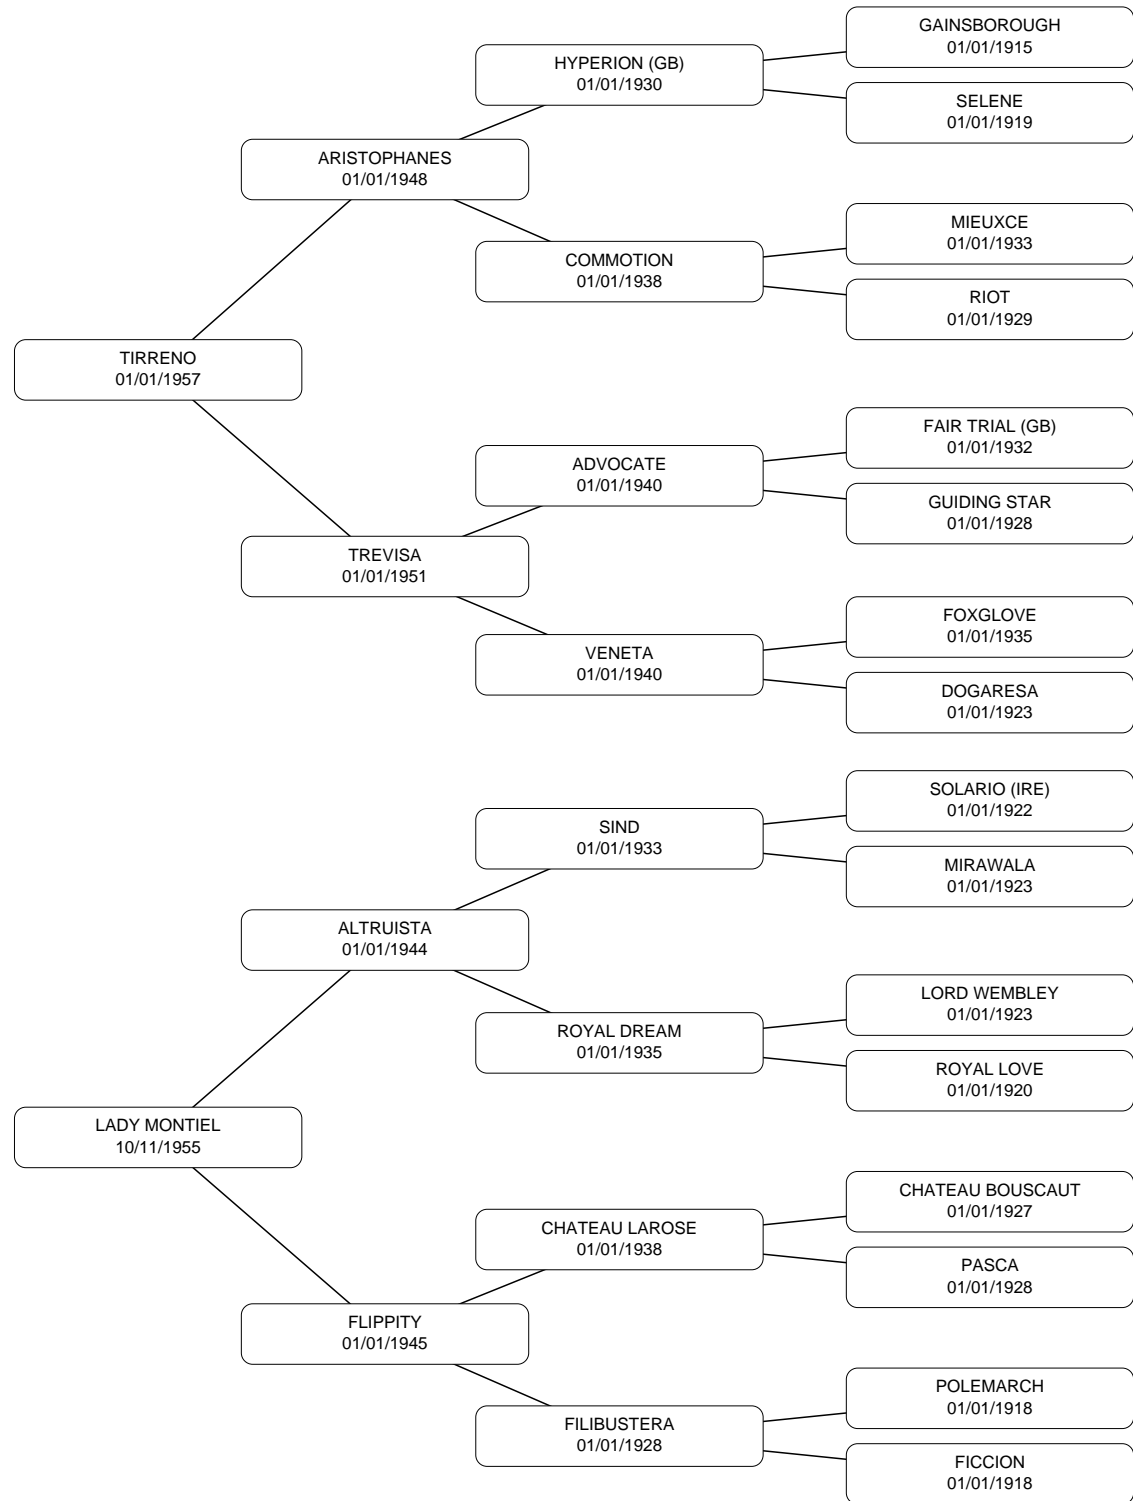 GAINSBOROUGH
01/01/1915
HYPERION (GB)
01/01/1930
SELENE
01/01/1919
ARISTOPHANES
01/01/1948
MIEUXCE
01/01/1933
COMMOTION
01/01/1938
RIOT
01/01/1929
TIRRENO
01/01/1957
FAIR TRIAL (GB)
01/01/1932
ADVOCATE
01/01/1940
GUIDING STAR
01/01/1928
TREVISA
01/01/1951
FOXGLOVE
01/01/1935
VENETA
01/01/1940
DOGARESA
01/01/1923
SOLARIO (IRE)
01/01/1922
SIND
01/01/1933
MIRAWALA
01/01/1923
ALTRUISTA
01/01/1944
LORD WEMBLEY
01/01/1923
ROYAL DREAM
01/01/1935
ROYAL LOVE
01/01/1920
LADY MONTIEL
10/11/1955
CHATEAU BOUSCAUT
01/01/1927
CHATEAU LAROSE
01/01/1938
PASCA
01/01/1928
FLIPPITY
01/01/1945
POLEMARCH
01/01/1918
FILIBUSTERA
01/01/1928
FICCION
01/01/1918